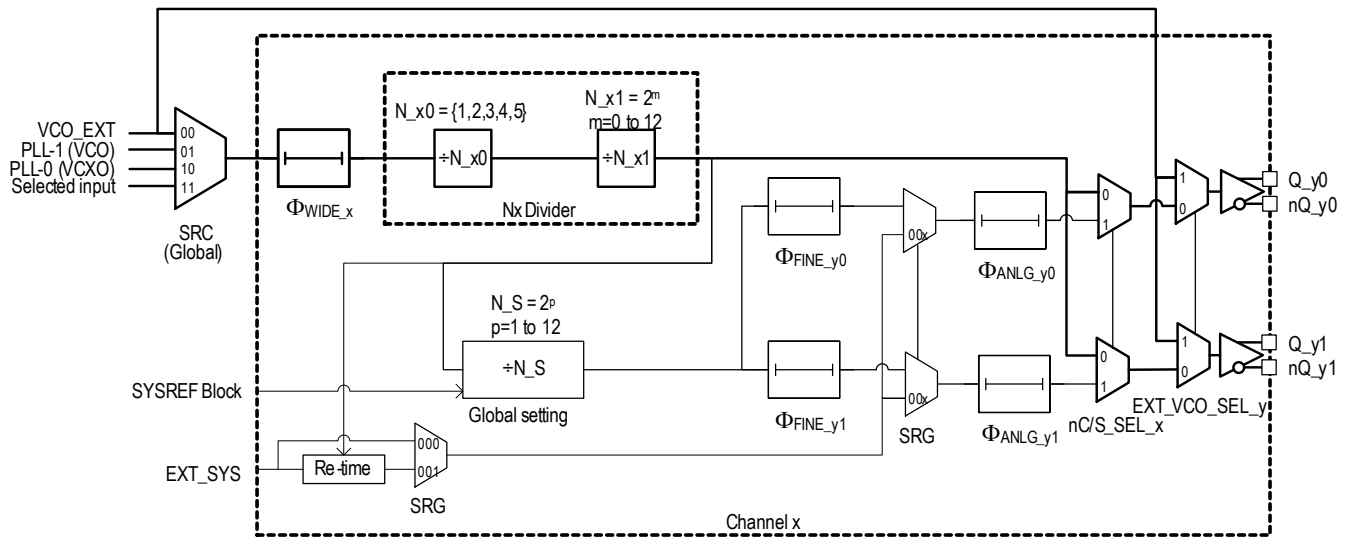 N_x0 = {1,2,3,4,5}
N_x1 = 2ᵐ
m=0 to 12
VCO_EXT
PLL-1 (VCO)
PLL-0 (VCXO)
Selected input
00
01
10
11
SRC
(Global)
ΦWIDE_x
÷N_x0
÷N_x1
Nx Divider
ΦFINE_y0
00x
ΦANLG_y0
0
1
1
0
Q_y0
nQ_y0
N_S = 2ᵖ
p=1 to 12
÷N_S
Global setting
SYSREF Block
ΦFINE_y1
00x
SRG
ΦANLG_y1
0
1
nC/S_SEL_x
1
0
EXT_VCO_SEL_y
Q_y1
nQ_y1
EXT_SYS
Re-time
000
001
SRG
Channel x